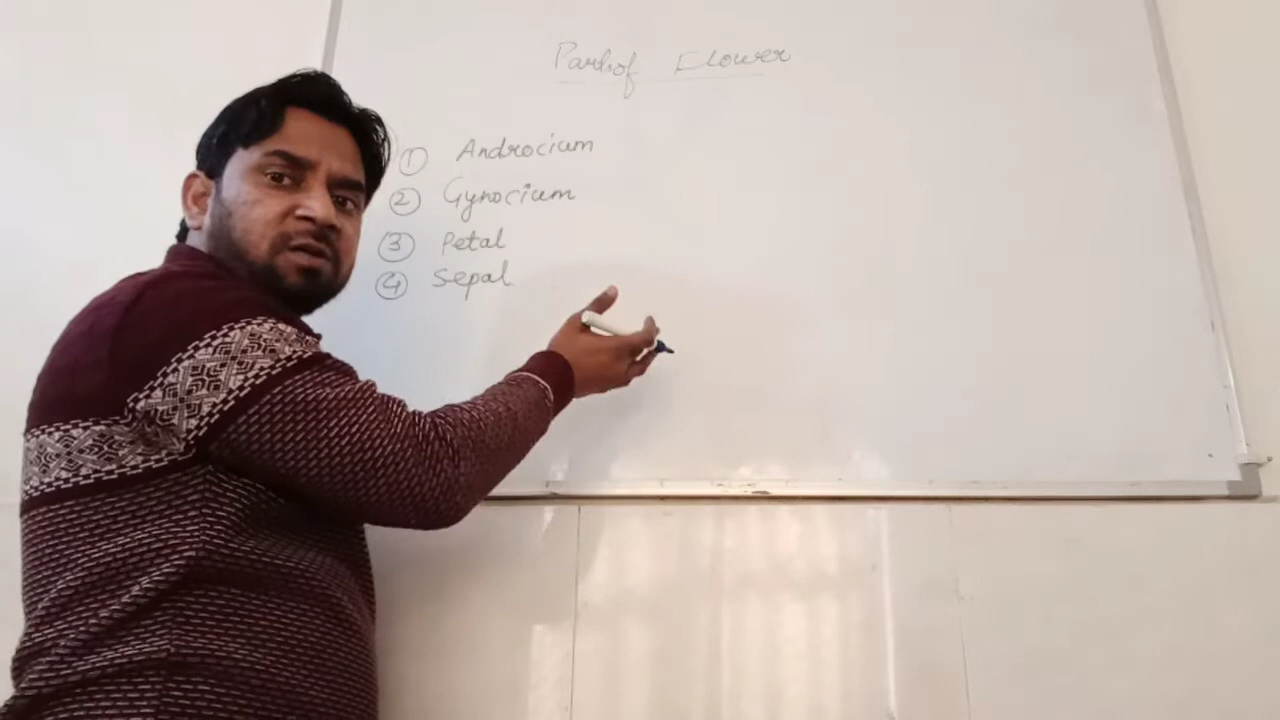 Part of Flower
① Androcium
② Gynocium
③ Petal
④ Sepal